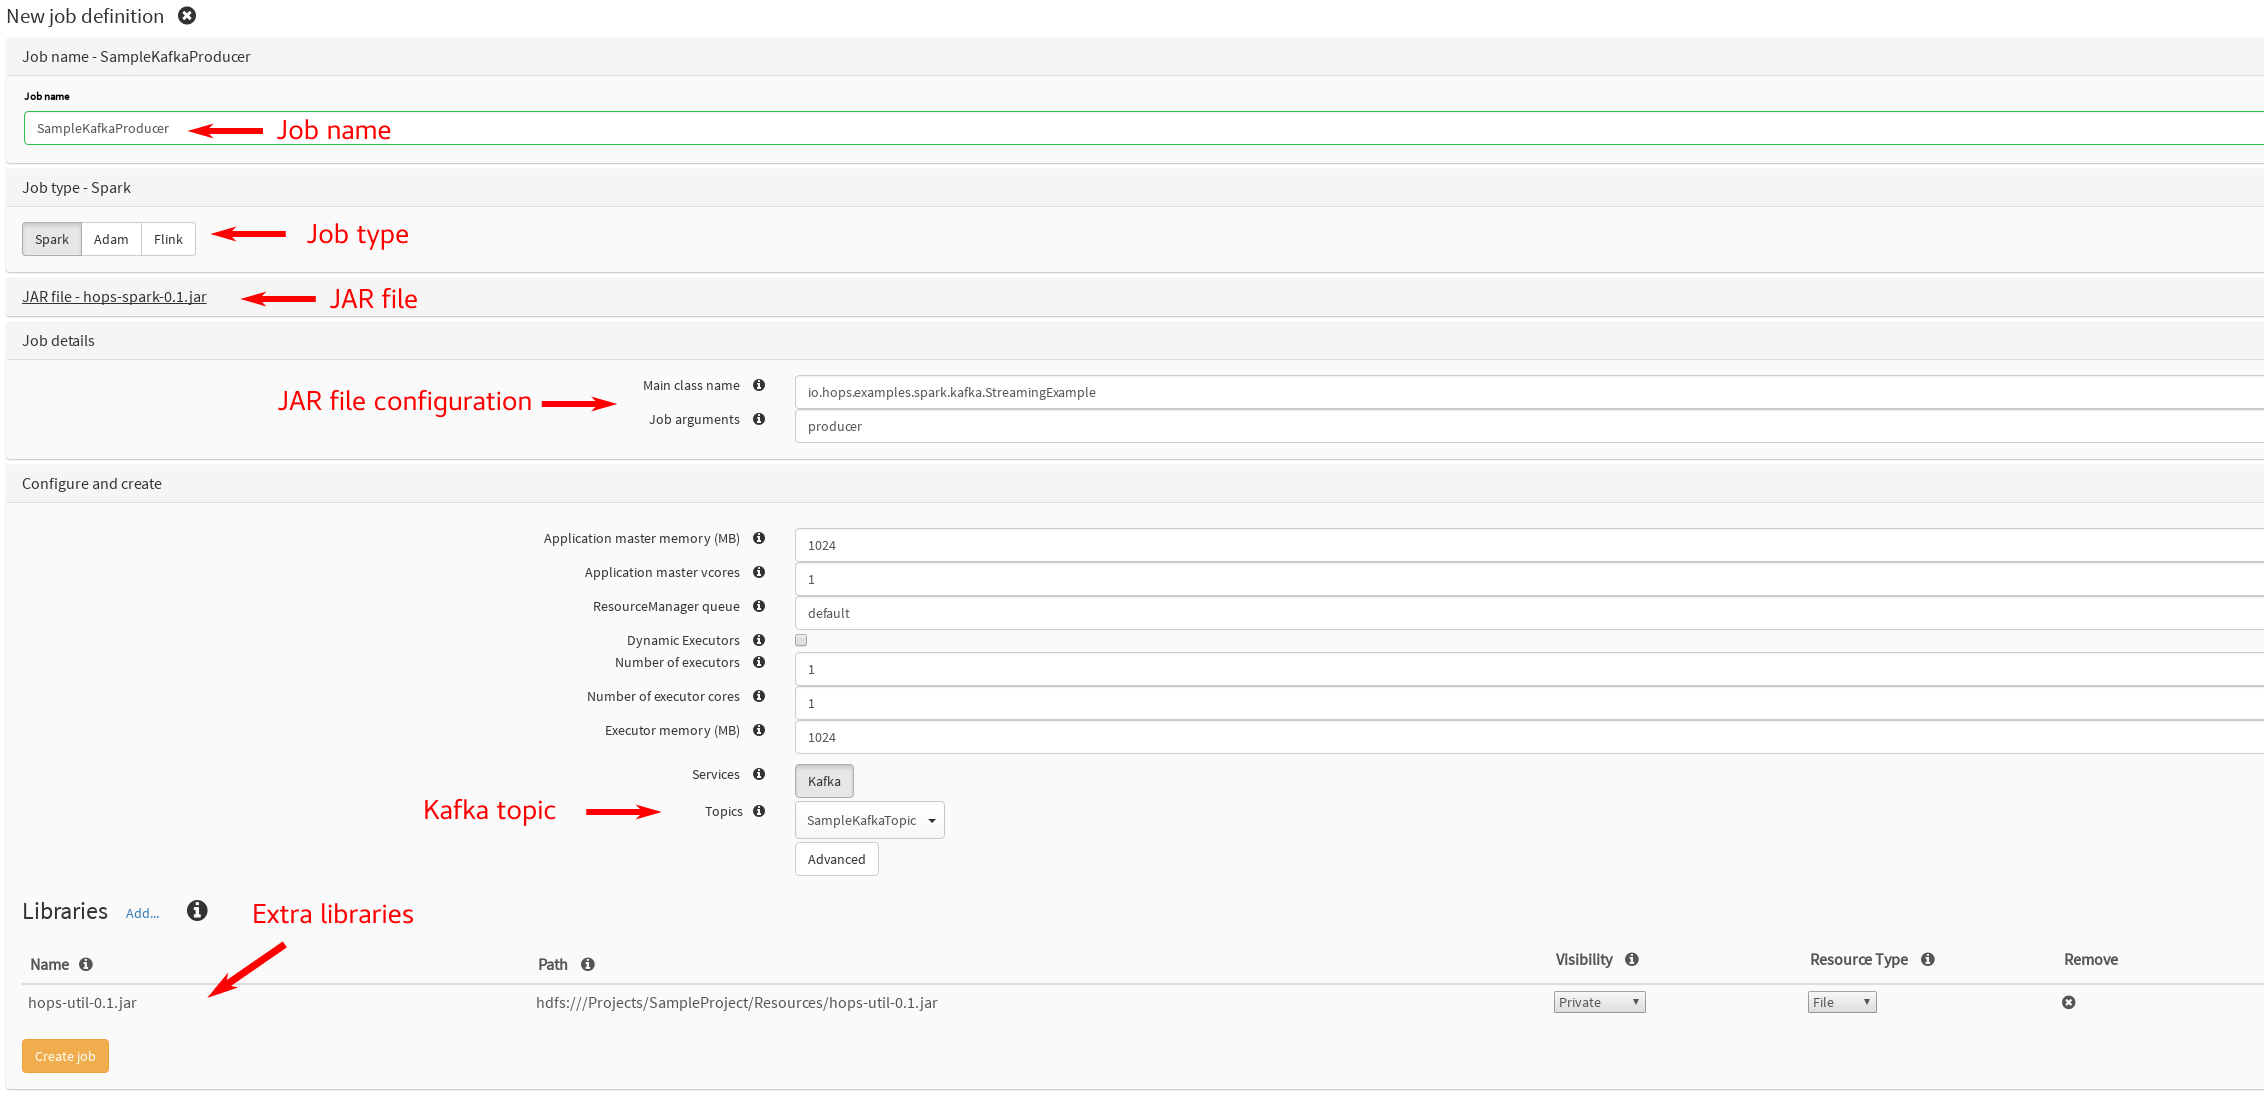 New job definition
Job name - SampleKafkaProducer
Job name
SampleKafkaProducer
Job name
Job type - Spark
Spark Adam Flink
Job type
JAR file - hops-spark-0.1.jar
JAR file
Job details
JAR file configuration
Main class name
io.hops.examples.spark.kafka.StreamingExample
Job arguments
producer
Configure and create
Application master memory (MB)
1024
Application master vcores
1
ResourceManager queue
default
Dynamic Executors
Number of executors
1
Number of executor cores
1
Executor memory (MB)
1024
Services
Kafka
Kafka topic
Topics
SampleKafkaTopic
Advanced
Libraries Add...
Extra libraries
Name Path Visibility Resource Type Remove
hops-util-0.1.jar hdfs:///Projects/SampleProject/Resources/hops-util-0.1.jar Private File
Create job